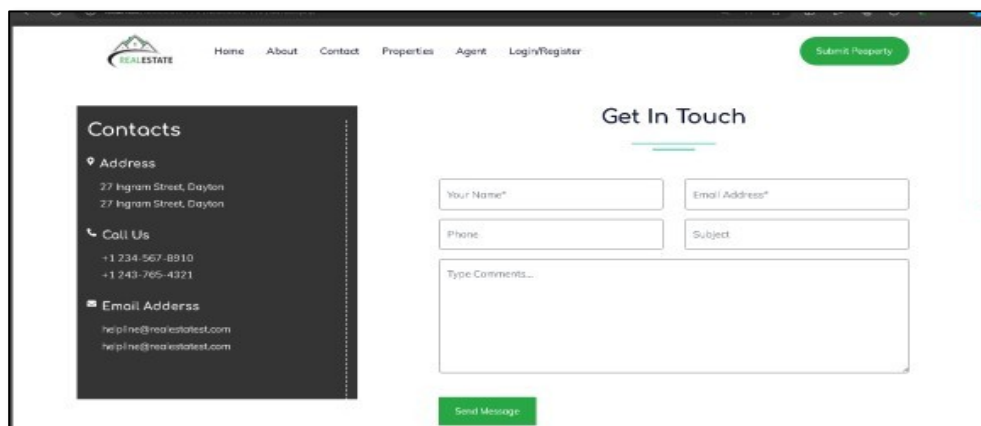 REALESTATE
Home About Contact Properties Agent Login/Register
Submit Peoperty
Contacts
Address
27 Ingram Street, Dayton
27 Ingram Street, Dayton
Call Us
+1 234-567-8910
+1 243-765-4321
Email Adderss
helpline@realestatest.com
helpline@realestatest.com
Get In Touch
Your Name*
Email Address*
Phone
Subject
Type Comments...
Send Message